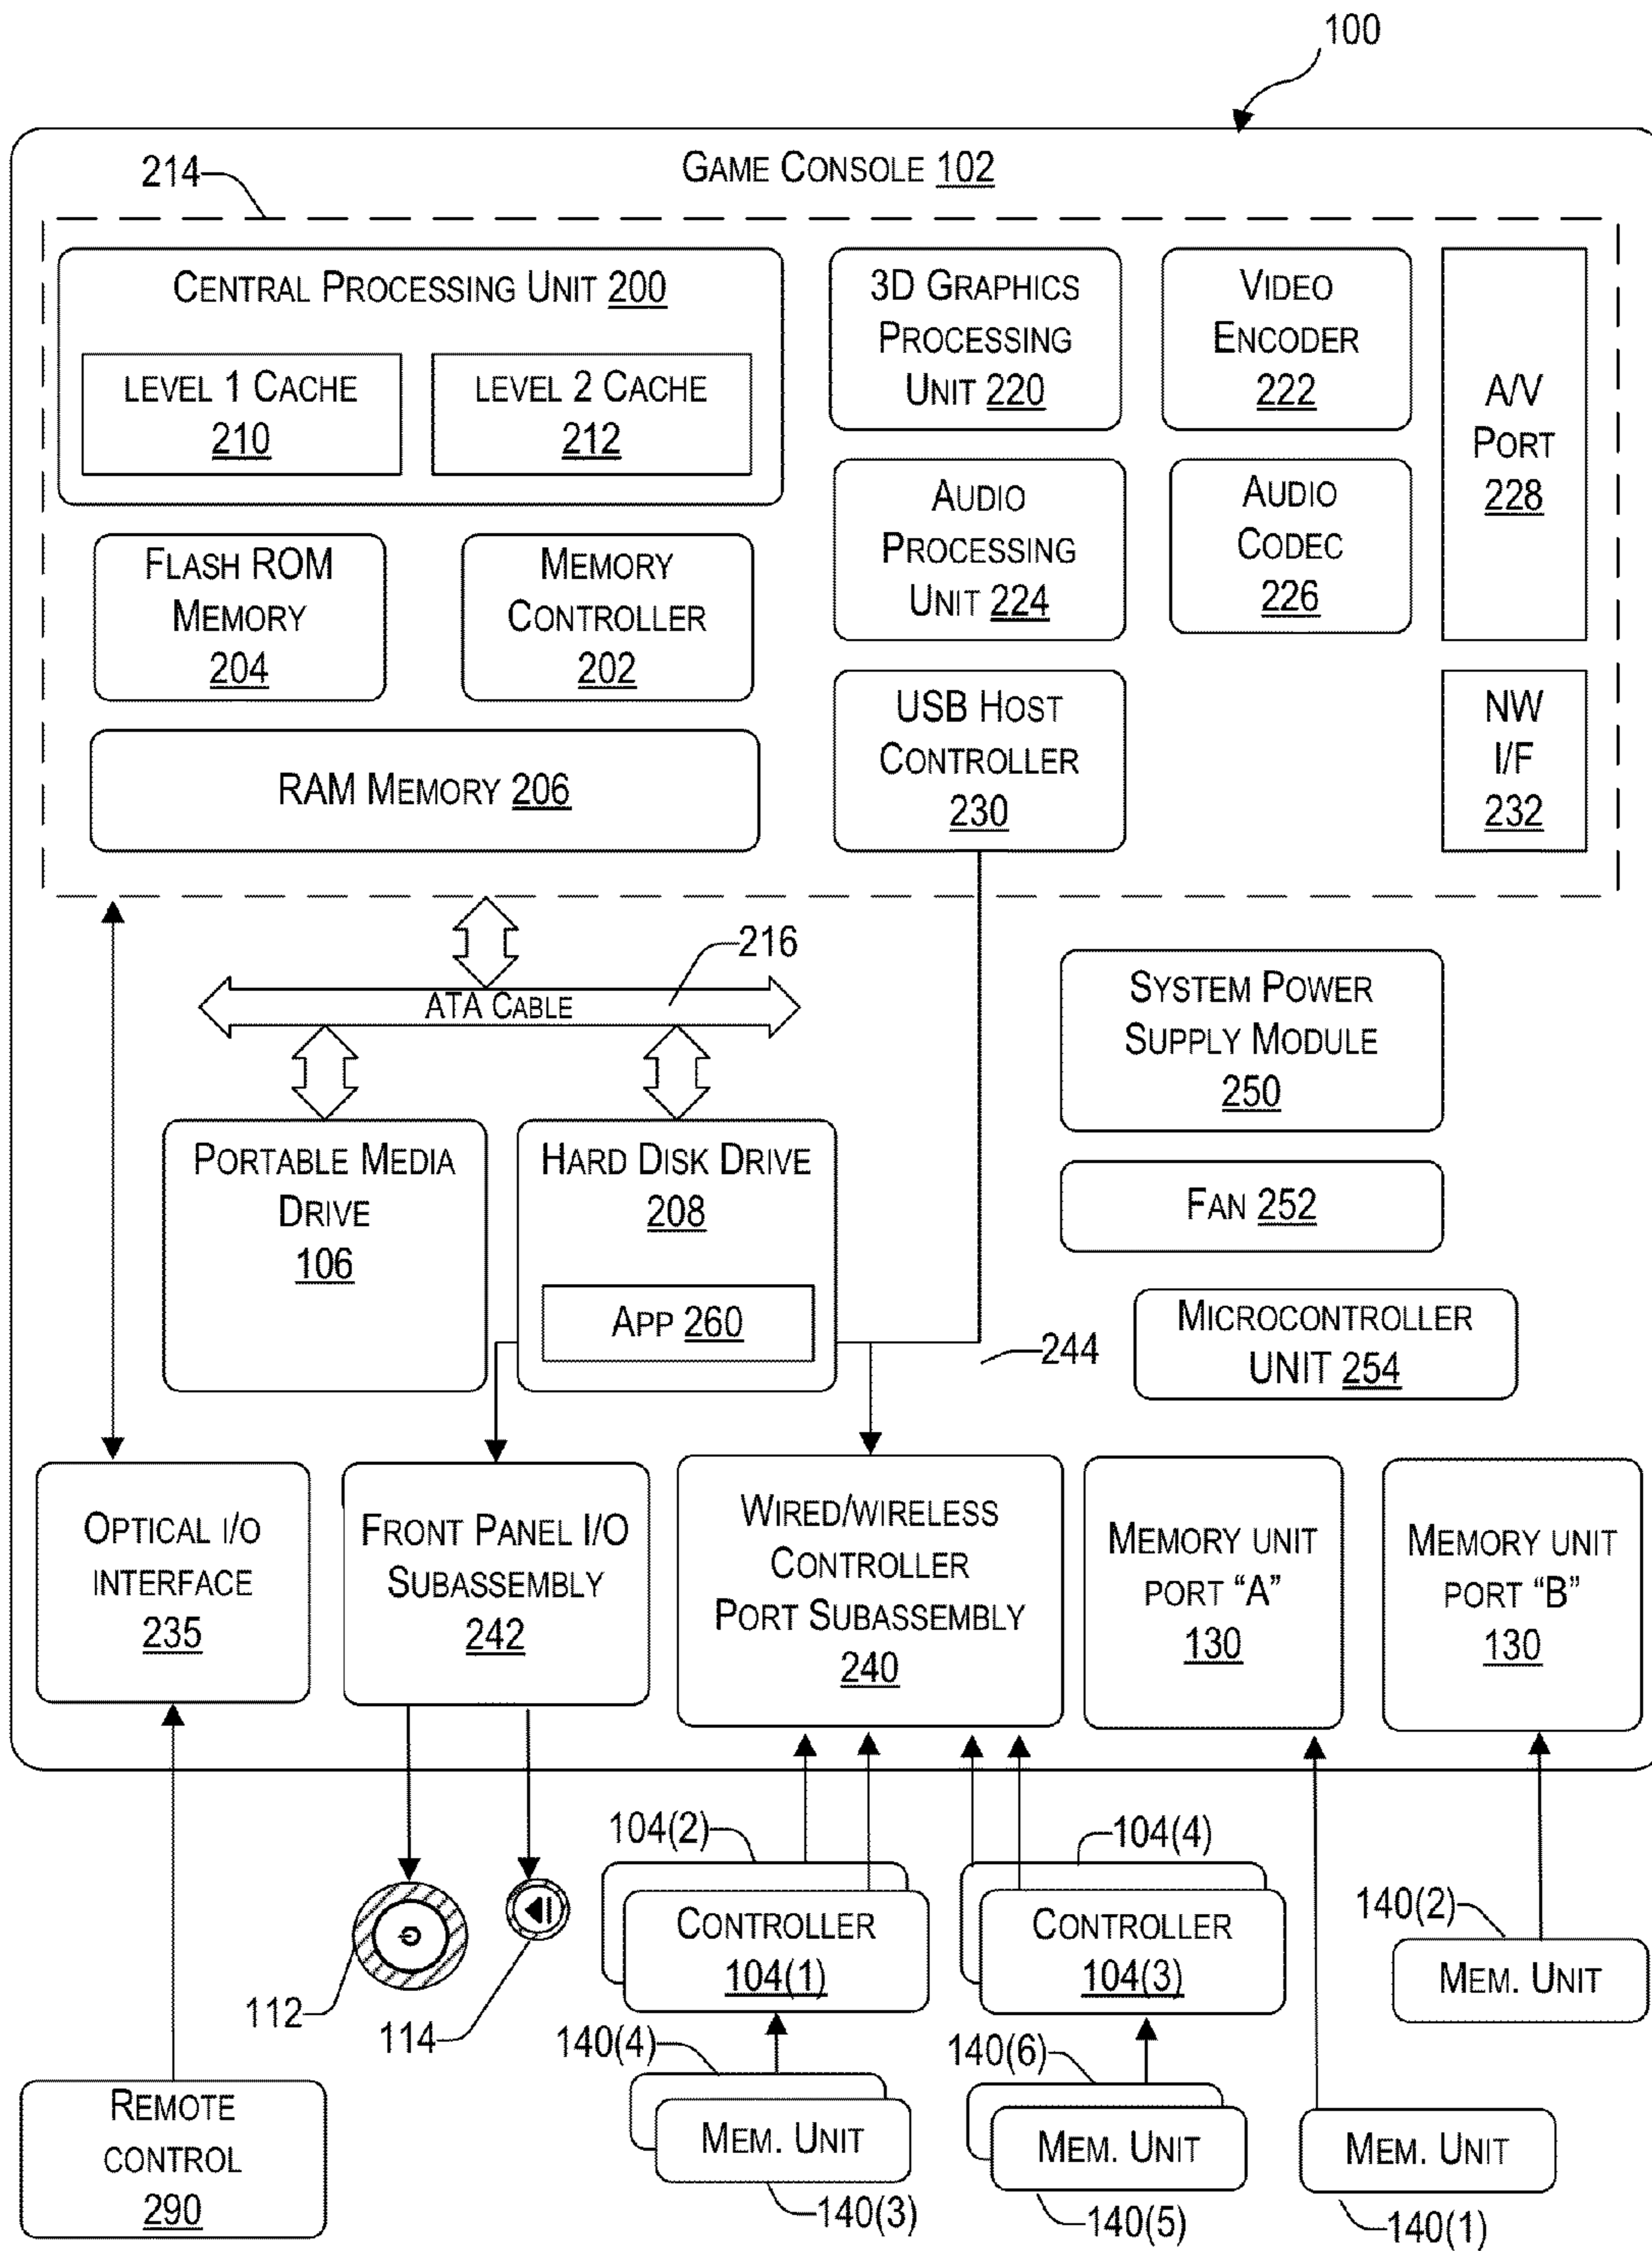 100
GAME CONSOLE 102
214
CENTRAL PROCESSING UNIT 200
LEVEL 1 CACHE
210
LEVEL 2 CACHE
212
3D GRAPHICS
PROCESSING
UNIT 220
VIDEO
ENCODER
222
A/V
PORT
228
AUDIO
PROCESSING
UNIT 224
AUDIO
CODEC
226
FLASH ROM
MEMORY
204
MEMORY
CONTROLLER
202
USB HOST
CONTROLLER
230
NW
I/F
232
RAM MEMORY 206
216
ATA CABLE
SYSTEM POWER
SUPPLY MODULE
250
PORTABLE MEDIA
DRIVE
106
HARD DISK DRIVE
208
APP 260
FAN 252
MICROCONTROLLER
UNIT 254
244
OPTICAL I/O
INTERFACE
235
FRONT PANEL I/O
SUBASSEMBLY
242
WIRED/WIRELESS
CONTROLLER
PORT SUBASSEMBLY
240
MEMORY UNIT
PORT “A”
130
MEMORY UNIT
PORT “B”
130
104(2)
104(4)
CONTROLLER
104(1)
CONTROLLER
104(3)
140(2)
MEM. UNIT
112
114
140(4)
140(6)
REMOTE
CONTROL
290
MEM. UNIT
140(3)
MEM. UNIT
140(5)
MEM. UNIT
140(1)